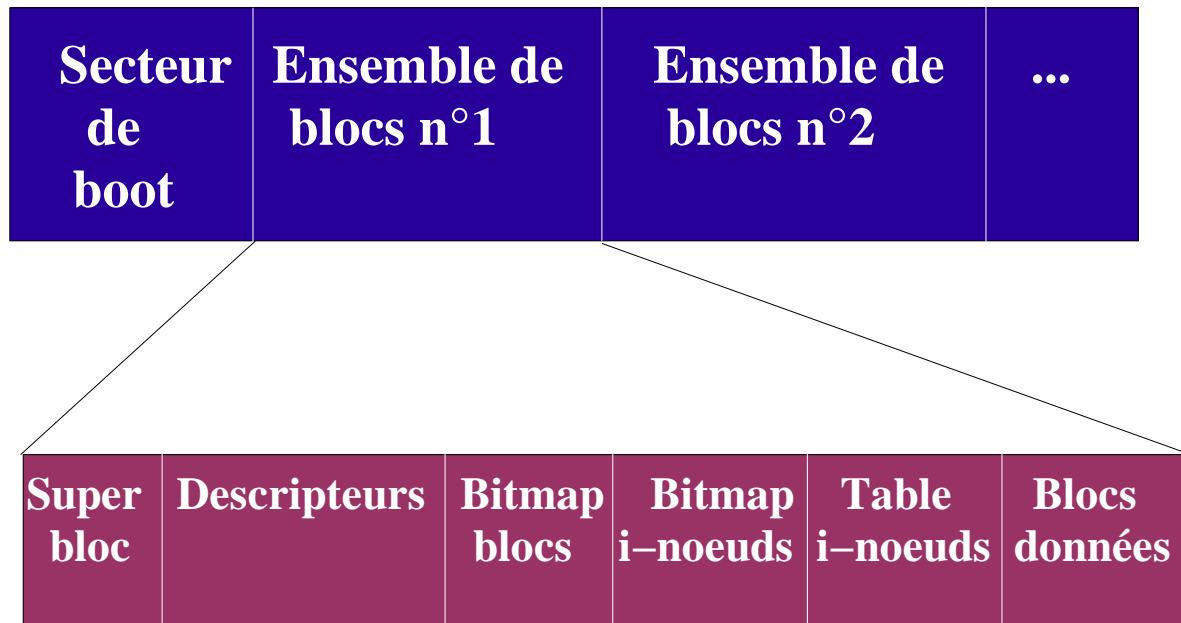 Secteur Ensemble de Ensemble de ...
de blocs n°1 blocs n°2
boot
Super Descripteurs Bitmap Bitmap Table Blocs
bloc blocs i–noeuds i–noeuds données